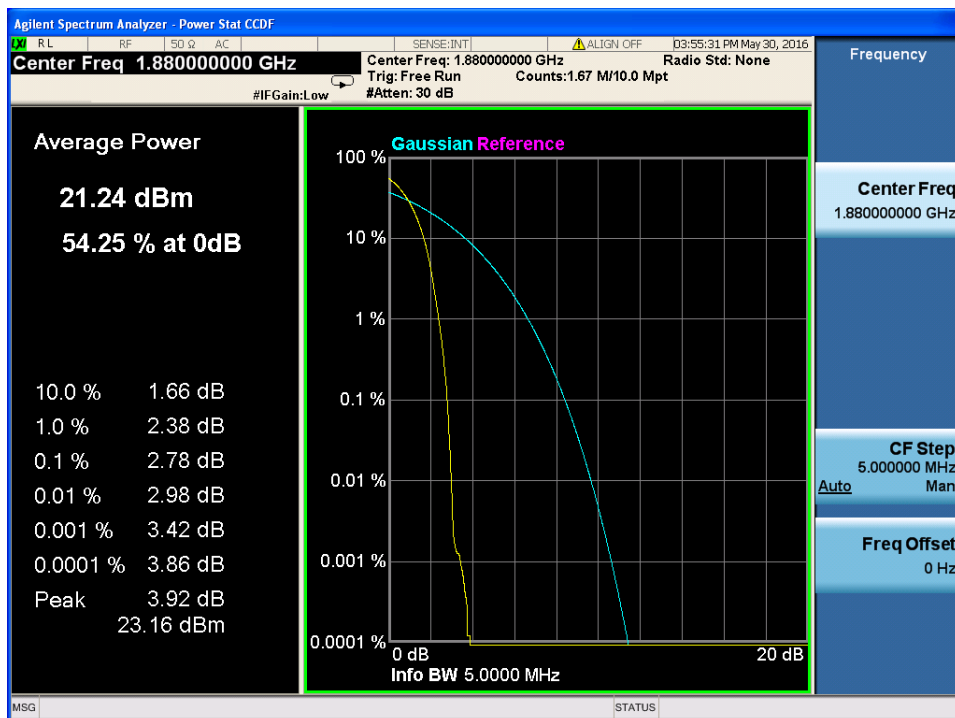 Agilent Spectrum Analyzer - Power Stat CCDF
LXI RL RF 50 Ω AC SENSE:INT ALIGN OFF 03:55:31 PM May 30, 2016
Center Freq 1.880000000 GHz
#IFGain:Low
Center Freq: 1.880000000 GHz Radio Std: None
Trig: Free Run Counts:1.67 M/10.0 Mpt
#Atten: 30 dB
Average Power
21.24 dBm
54.25 % at 0dB
10.0 % 1.66 dB
1.0 % 2.38 dB
0.1 % 2.78 dB
0.01 % 2.98 dB
0.001 % 3.42 dB
0.0001 % 3.86 dB
Peak 3.92 dB
23.16 dBm
Gaussian Reference
100 %
10 %
1 %
0.1 %
0.01 %
0.001 %
0.0001 %
0 dB 20 dB
Info BW 5.0000 MHz
Frequency
Center Freq
1.880000000 GHz
CF Step
5.000000 MHz
Auto Man
Freq Offset
0 Hz
MSG STATUS